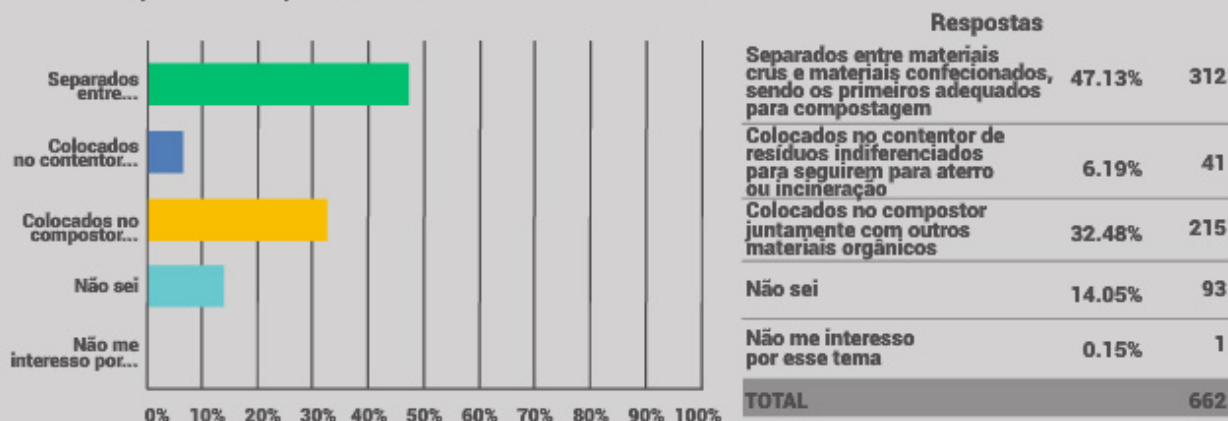 Separados
entre...
Colocados
no contentor...
Colocados no
compostor...
Não sei
Não me
interesso por...
0% 10% 20% 30% 40% 50% 60% 70% 80% 90% 100%
Respostas
Separados entre materiais
crus e materiais confecionados,
sendo os primeiros adequados
para compostagem
47.13% 312
Colocados no contentor de
resíduos indiferenciados
para seguirem para aterro
ou incineração
6.19% 41
Colocados no compostor
juntamente com outros
materiais orgânicos
32.48% 215
Não sei 14.05% 93
Não me interesso
por esse tema
0.15% 1
TOTAL 662